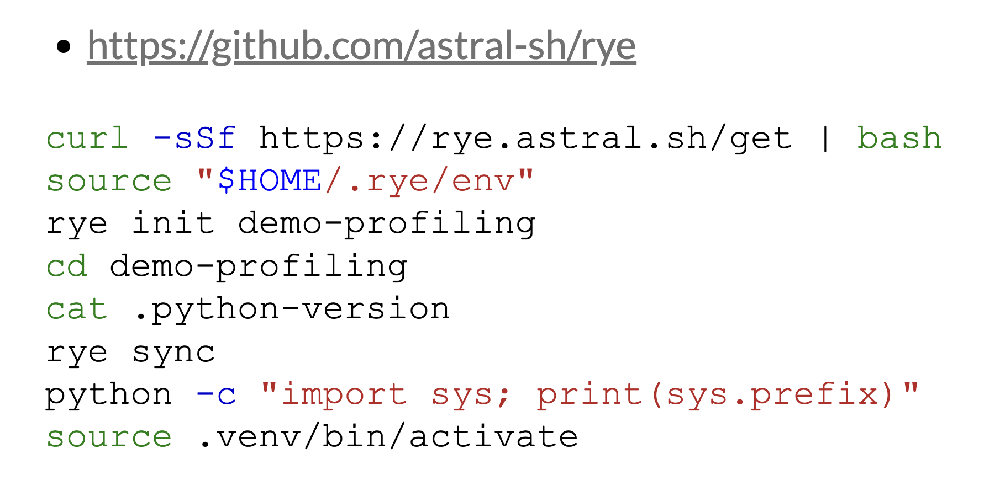 • https://github.com/astral-sh/rye
curl -sSf https://rye.astral.sh/get | bash
source "$HOME/.rye/env"
rye init demo-profiling
cd demo-profiling
cat .python-version
rye sync
python -c "import sys; print(sys.prefix)"
source .venv/bin/activate